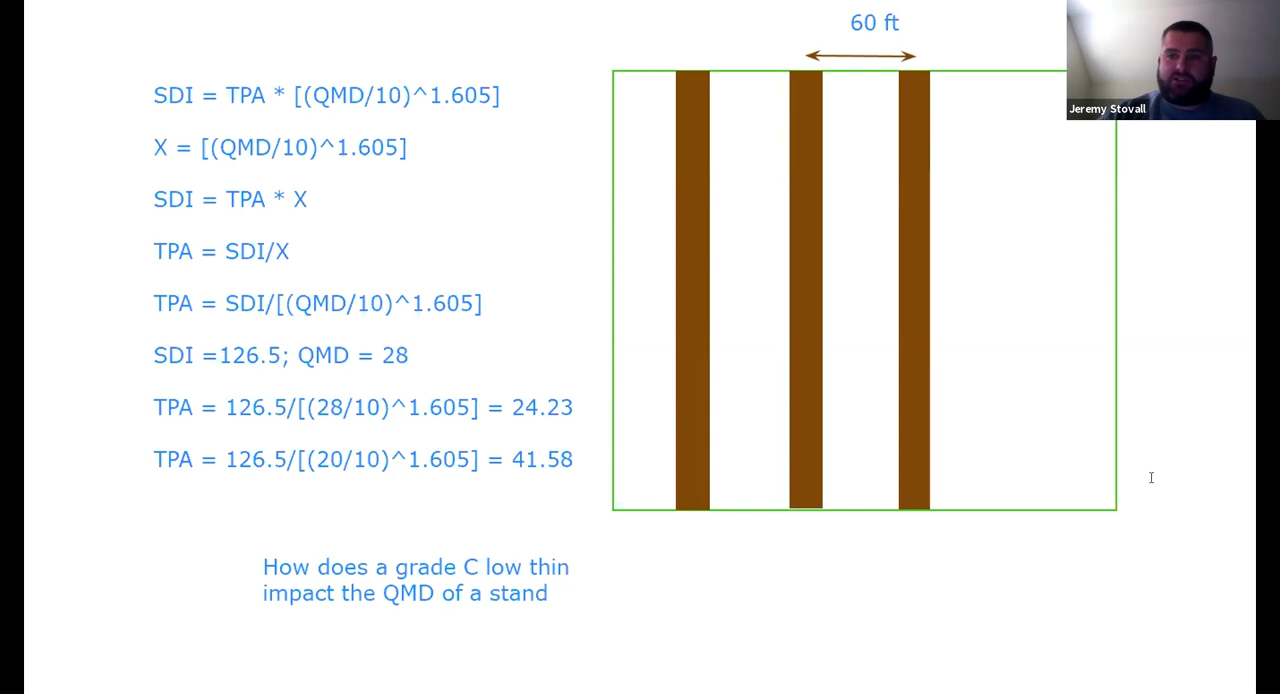 60 ft
Jeremy Stovall
SDI = TPA * [(QMD/10)^1.605]
X = [(QMD/10)^1.605]
SDI = TPA * X
TPA = SDI/X
TPA = SDI/[(QMD/10)^1.605]
SDI =126.5; QMD = 28
TPA = 126.5/[(28/10)^1.605] = 24.23
TPA = 126.5/[(20/10)^1.605] = 41.58
How does a grade C low thin
impact the QMD of a stand